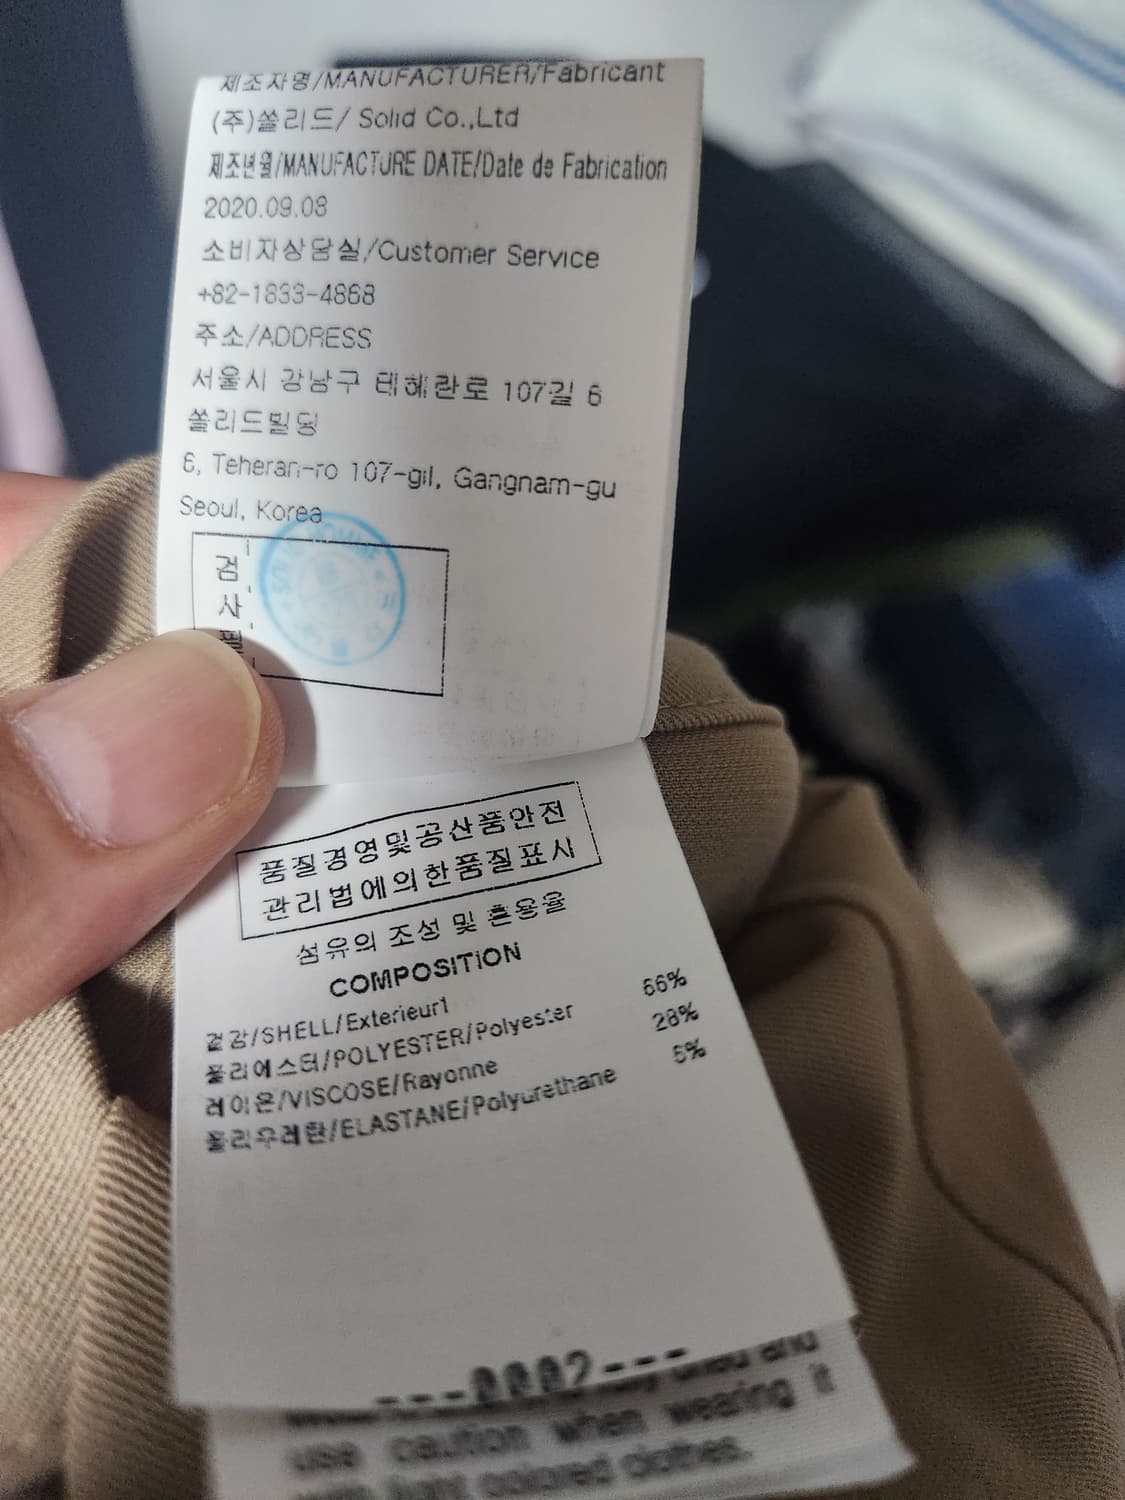 제조자명/MANUFACTURER/Fabricant
(주)쏠리드/ Solid Co.,Ltd
제조년월/MANUFACTURE DATE/Date de Fabrication
2020.09.08
소비자상담실/Customer Service
+82-1833-4868
주소/ADDRESS
서울시 강남구 테헤란로 107길 6
쏠리드빌딩
6, Teheran-ro 107-gil, Gangnam-gu
Seoul, Korea
검
사
필
품질경영및공산품안전
관리법에의한품질표시
섬유의 조성 및 혼용율
COMPOSITION
겉감/SHELL/Exterieur1
폴리에스터/POLYESTER/Polyester 66%
레이온/VISCOSE/Rayonne 28%
폴리우레탄/ELASTANE/Polyurethane 6%
---0002---
and
use caution when wearing it
light colored clothes.